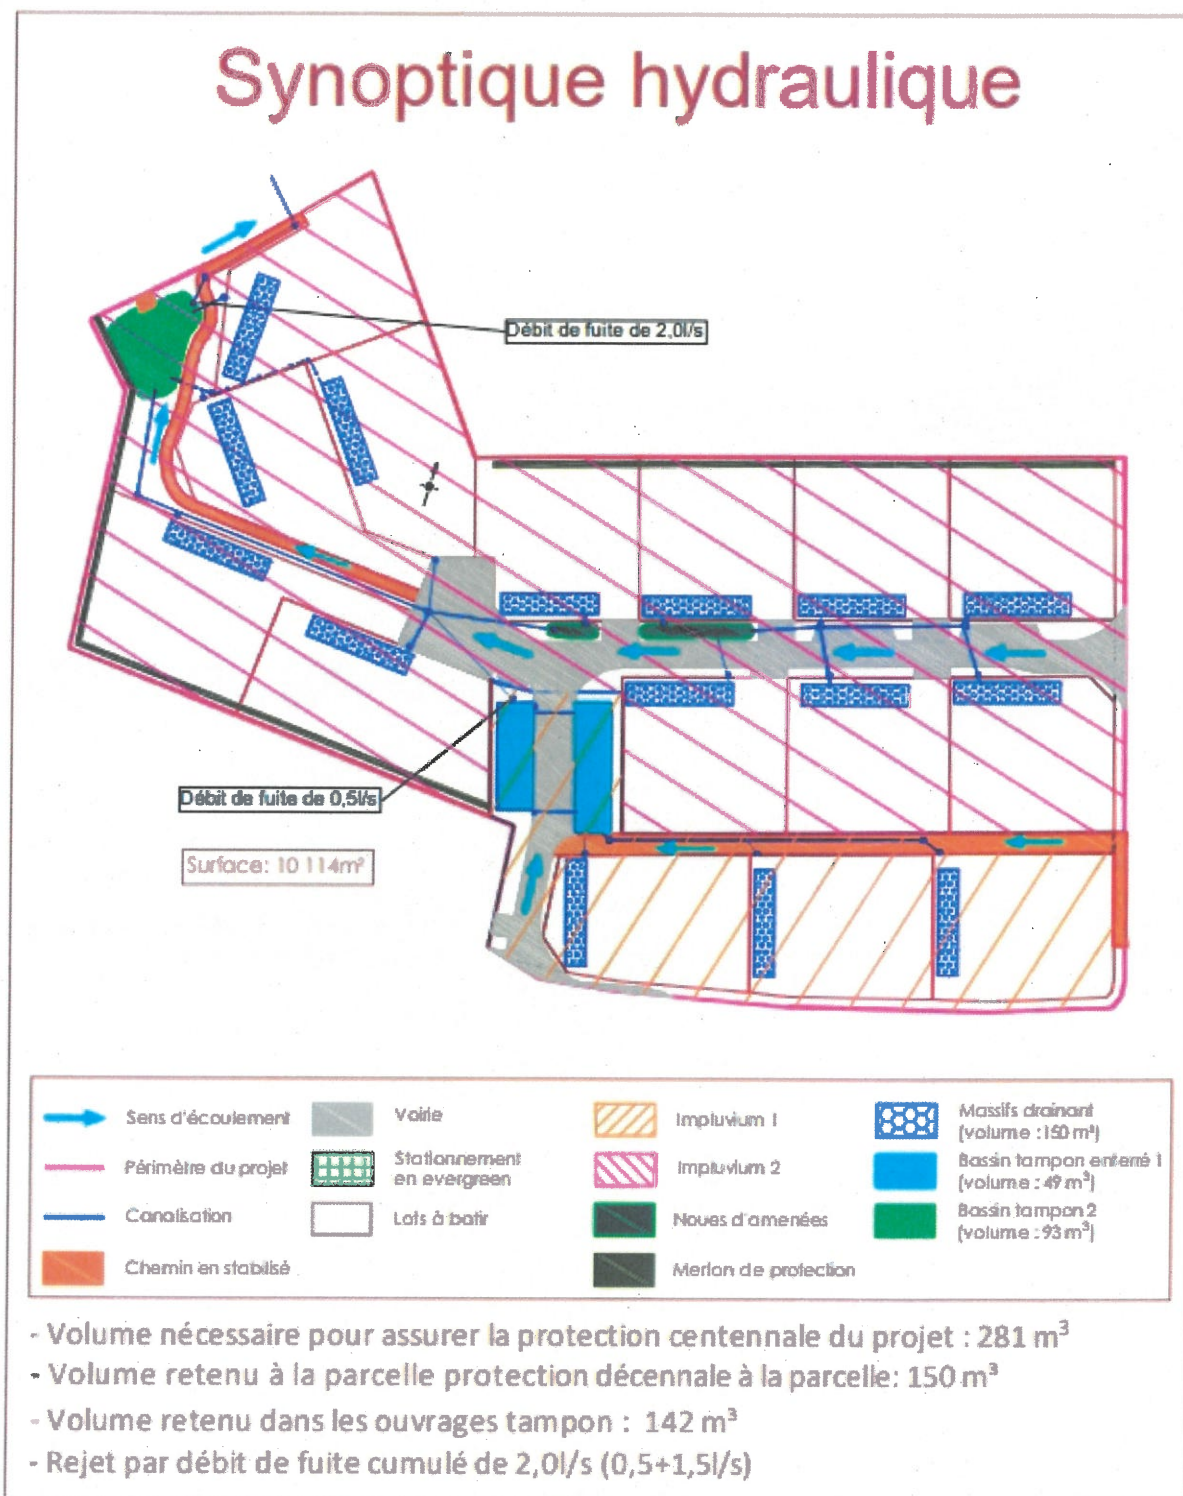 Synoptique hydraulique
Débit de fuite de 2,0l/s
Débit de fuite de 0,5l/s
Surface: 10 114m²
Sens d'écoulement
Périmètre du projet
Canalisation
Chemin en stabilisé
Voirie
Stationnement
en evergreen
Lots à batir
Impluvium 1
Impluvium 2
Noues d'amenées
Merlon de protection
Massifs drainant
(volume : 150 m³)
Bassin tampon enterré 1
(volume : 49 m³)
Bassin tampon 2
(volume : 93 m³)
- Volume nécessaire pour assurer la protection centennale du projet : 281 m³
- Volume retenu à la parcelle protection décennale à la parcelle: 150 m³
- Volume retenu dans les ouvrages tampon : 142 m³
- Rejet par débit de fuite cumulé de 2,0l/s (0,5+1,5l/s)